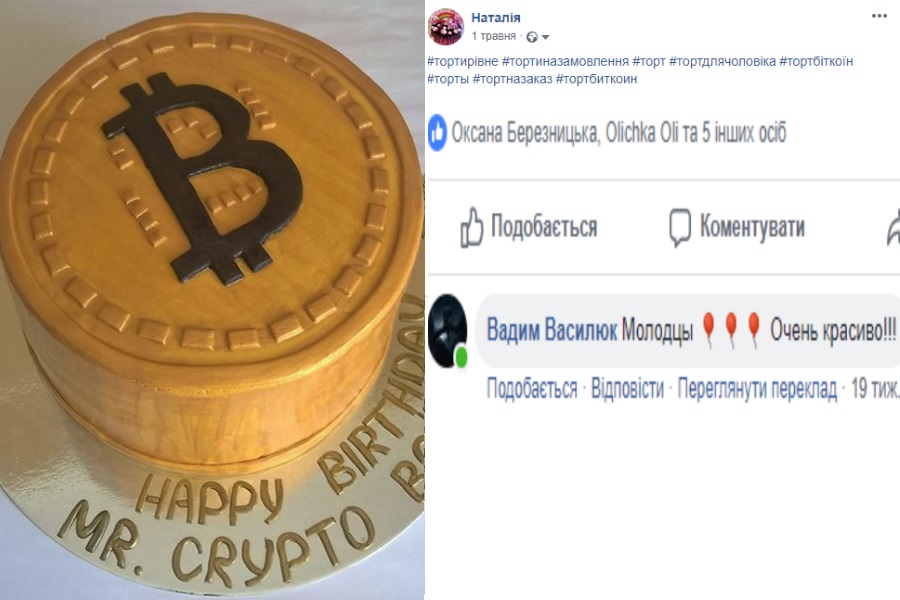 HAPPY BIRTHDAY
MR. CRYPTO
Наталія
1 травня
#тортирівне #тортиназамовлення #торт #тортдлячоловіка #тортбіткоїн
#торты #тортназаказ #тортбиткоин
Оксана Березницька, Olichka Oli та 5 інших осіб
Подобається Коментувати
Вадим Василюк Молодцы 🎈🎈🎈 Очень красиво!!!
Подобається · Відповісти · Переглянути переклад · 19 тиж.